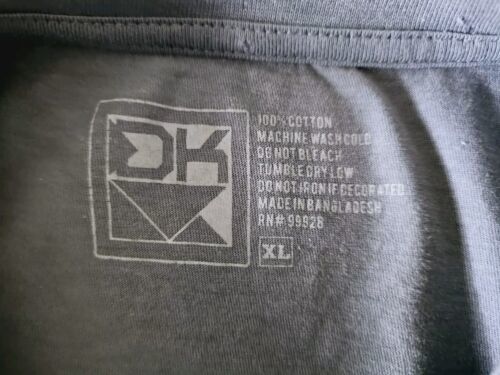 DK
100% COTTON
MACHINE WASH COLD
DO NOT BLEACH
TUMBLE DRY LOW
DO NOT IRON IF DECORATED
MADE IN BANGLADESH
RN# 99928
XL